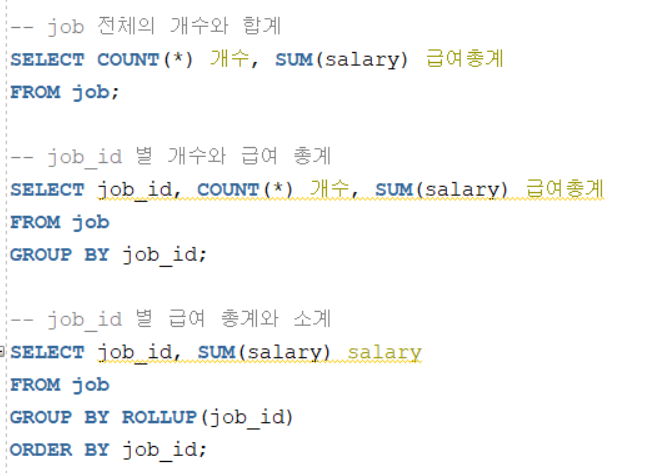 -- job 전체의 개수와 합계
SELECT COUNT(*) 개수, SUM(salary) 급여총계
FROM job;
-- job_id 별 개수와 급여 총계
SELECT job_id, COUNT(*) 개수, SUM(salary) 급여총계
FROM job
GROUP BY job_id;
-- job_id 별 급여 총계와 소계
SELECT job_id, SUM(salary) salary
FROM job
GROUP BY ROLLUP(job_id)
ORDER BY job_id;